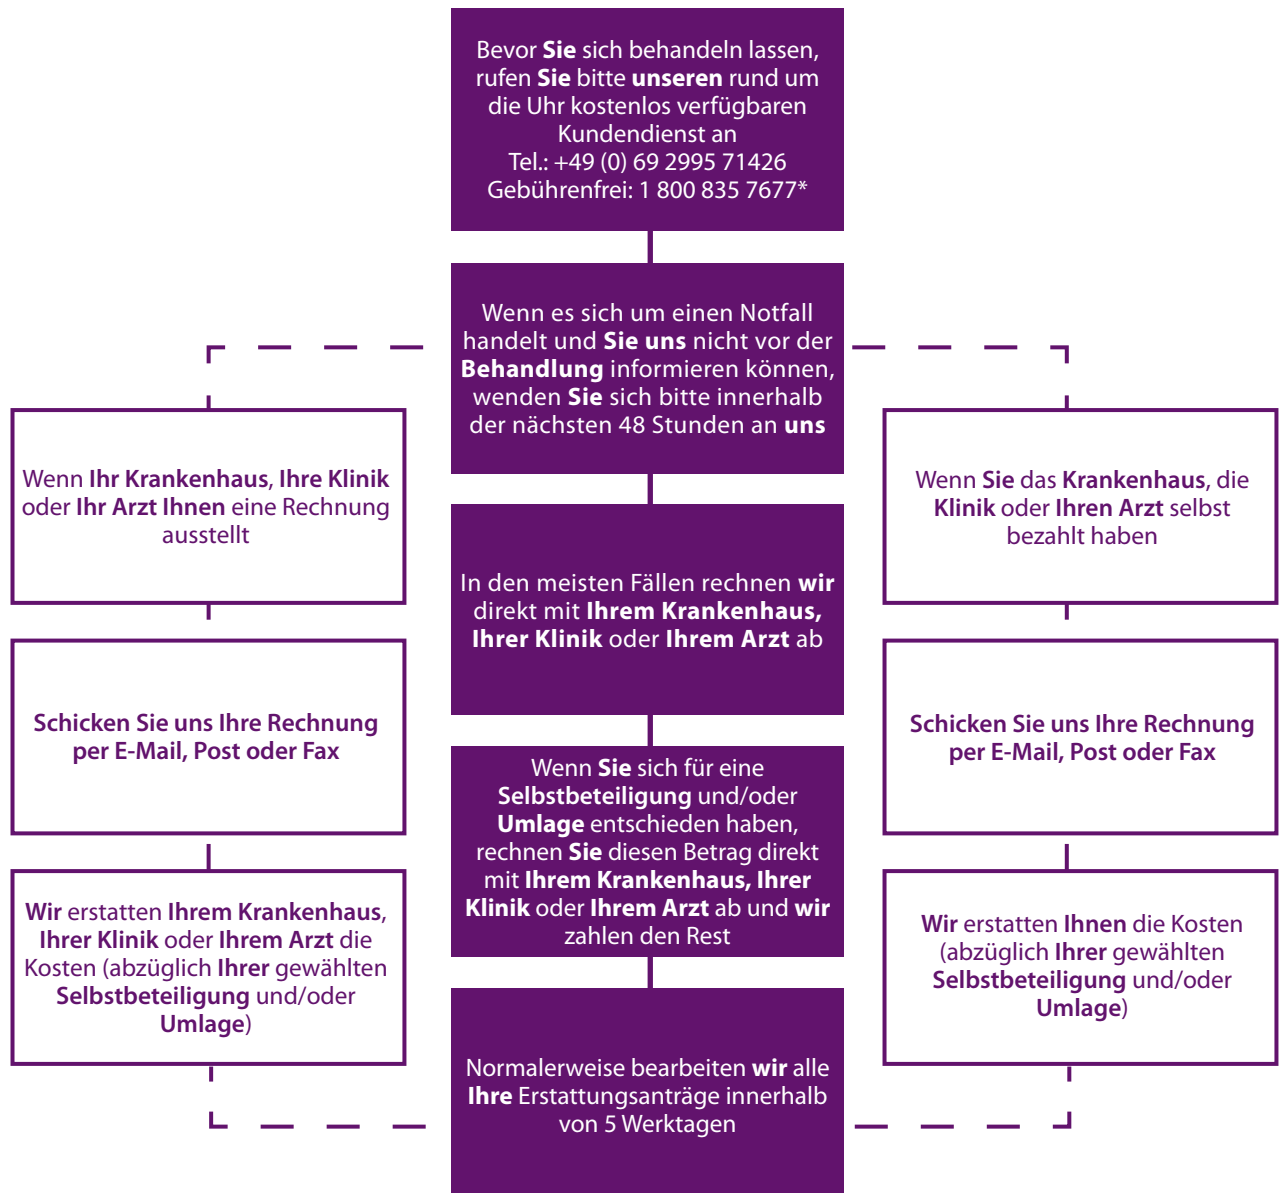 Bevor Sie sich behandeln lassen,
rufen Sie bitte unseren rund um
die Uhr kostenlos verfügbaren
Kundendienst an
Tel.: +49 (0) 69 2995 71426
Gebührenfrei: 1 800 835 7677*
Wenn es sich um einen Notfall
handelt und Sie uns nicht vor der
Behandlung informieren können,
wenden Sie sich bitte innerhalb
der nächsten 48 Stunden an uns
In den meisten Fällen rechnen wir
direkt mit Ihrem Krankenhaus,
Ihrer Klinik oder Ihrem Arzt ab
Wenn Sie sich für eine
Selbstbeteiligung und/oder
Umlage entschieden haben,
rechnen Sie diesen Betrag direkt
mit Ihrem Krankenhaus, Ihrer
Klinik oder Ihrem Arzt ab und wir
zahlen den Rest
Wenn Ihr Krankenhaus, Ihre Klinik
oder Ihr Arzt Ihnen eine Rechnung
ausstellt
Schicken Sie uns Ihre Rechnung
per E-Mail, Post oder Fax
Wir erstatten Ihrem Krankenhaus,
Ihrer Klinik oder Ihrem Arzt die
Kosten (abzüglich Ihrer gewählten
Selbstbeteiligung und/oder
Umlage)
Wenn Sie das Krankenhaus, die
Klinik oder Ihren Arzt selbst
bezahlt haben
Schicken Sie uns Ihre Rechnung
per E-Mail, Post oder Fax
Wir erstatten Ihnen die Kosten
(abzüglich Ihrer gewählten
Selbstbeteiligung und/oder
Umlage)
Normalerweise bearbeiten wir alle
Ihre Erstattungsanträge innerhalb
von 5 Werktagen